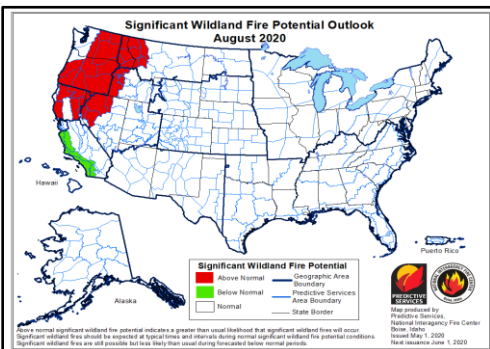 Significant Wildland Fire Potential Outlook
August 2020
Hawaii
Puerto Rico
Alaska
Significant Wildland Fire Potential
Above Normal
Below Normal
Normal
Geographic Area
Boundary
Predictive Services
Area Boundary
State Border
PREDICTIVE
SERVICES
Map produced by
Predictive Services,
National Interagency Fire Center
Boise, Idaho
Issued May 1, 2020
Next issuance June 1, 2020
Above normal significant wildland fire potential indicates a greater than usual likelihood that significant wildland fires will occur.
Significant wildland fires should be expected at typical times and intervals during normal significant wildland fire potential conditions.
Significant wildland fires are still possible but less likely than usual during forecasted below normal periods.